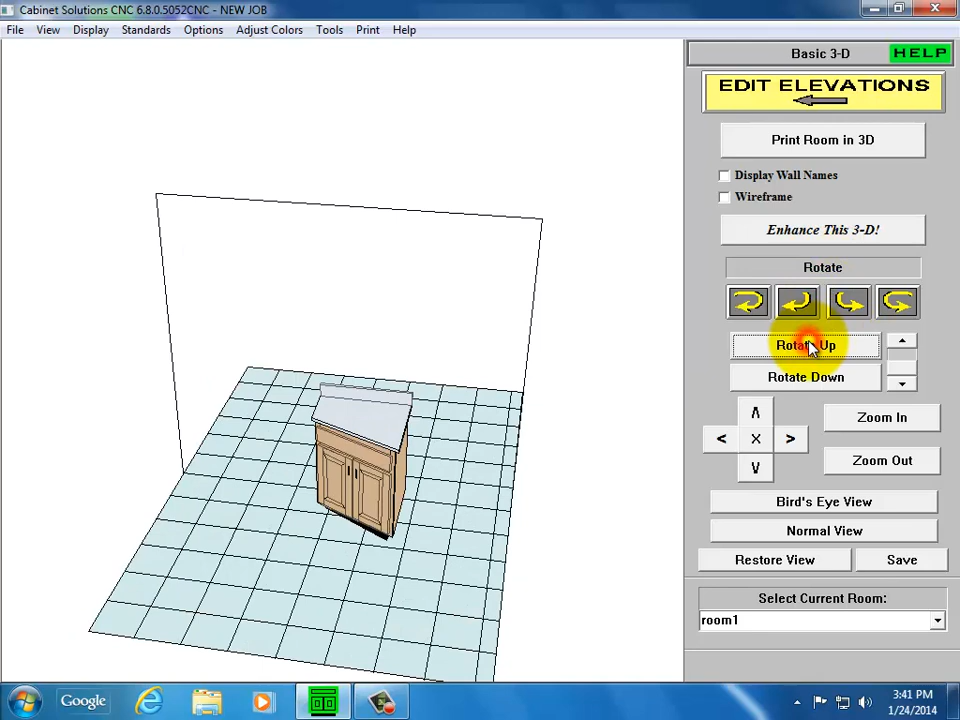 Cabinet Solutions CNC 6.8.0.5052CNC - NEW JOB
File View Display Standards Options Adjust Colors Tools Print Help
Basic 3-D
HELP
EDIT ELEVATIONS
Print Room in 3D
Display Wall Names
Wireframe
Enhance This 3-D!
Rotate
Rotate Up
Rotate Down
Λ
< X >
V
Zoom In
Zoom Out
Bird's Eye View
Normal View
Restore View
Save
Select Current Room:
room1
Google
3:41 PM
1/24/2014